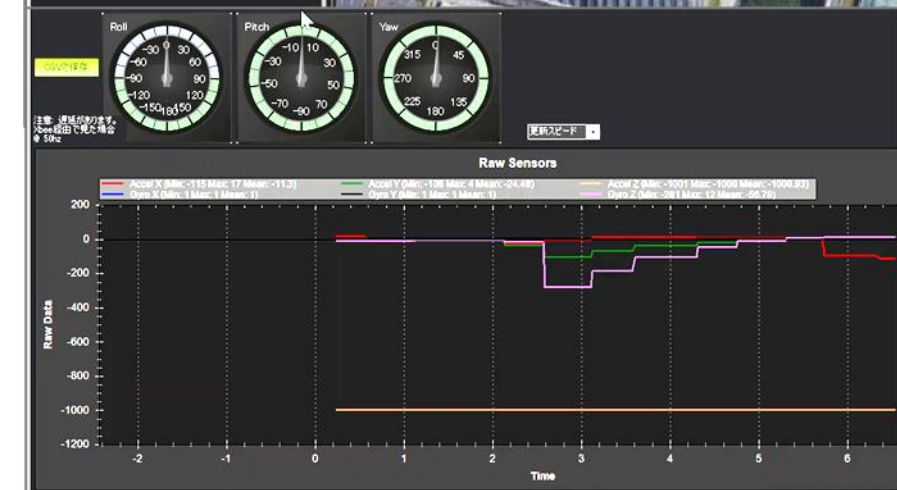 Roll
Pitch
Yaw
-30 0 30
-60 60
-90 90
-120 120
-150 180 150
-10 10
-30 30
-50 50
-70 70
-90
0
315 45
270 90
225 135
180
CSVで保存
注意: 遅延があります。
Xbee経由で見た場合
@ 50hz
更新スピード
Raw Sensors
Accel X (Min: -115 Max: 17 Mean: -11.3)
Accel Y (Min: -106 Max: 4 Mean: -24.48)
Accel Z (Min: -1001 Max: -1000 Mean: -1000.93)
Gyro X (Min: 1 Max: 1 Mean: 1)
Gyro Y (Min: 1 Max: 1 Mean: 1)
Gyro Z (Min: -281 Max: 12 Mean: -56.78)
Raw Data
200
0
-200
-400
-600
-800
-1000
-1200
-2 -1 0 1 2 3 4 5 6
Time